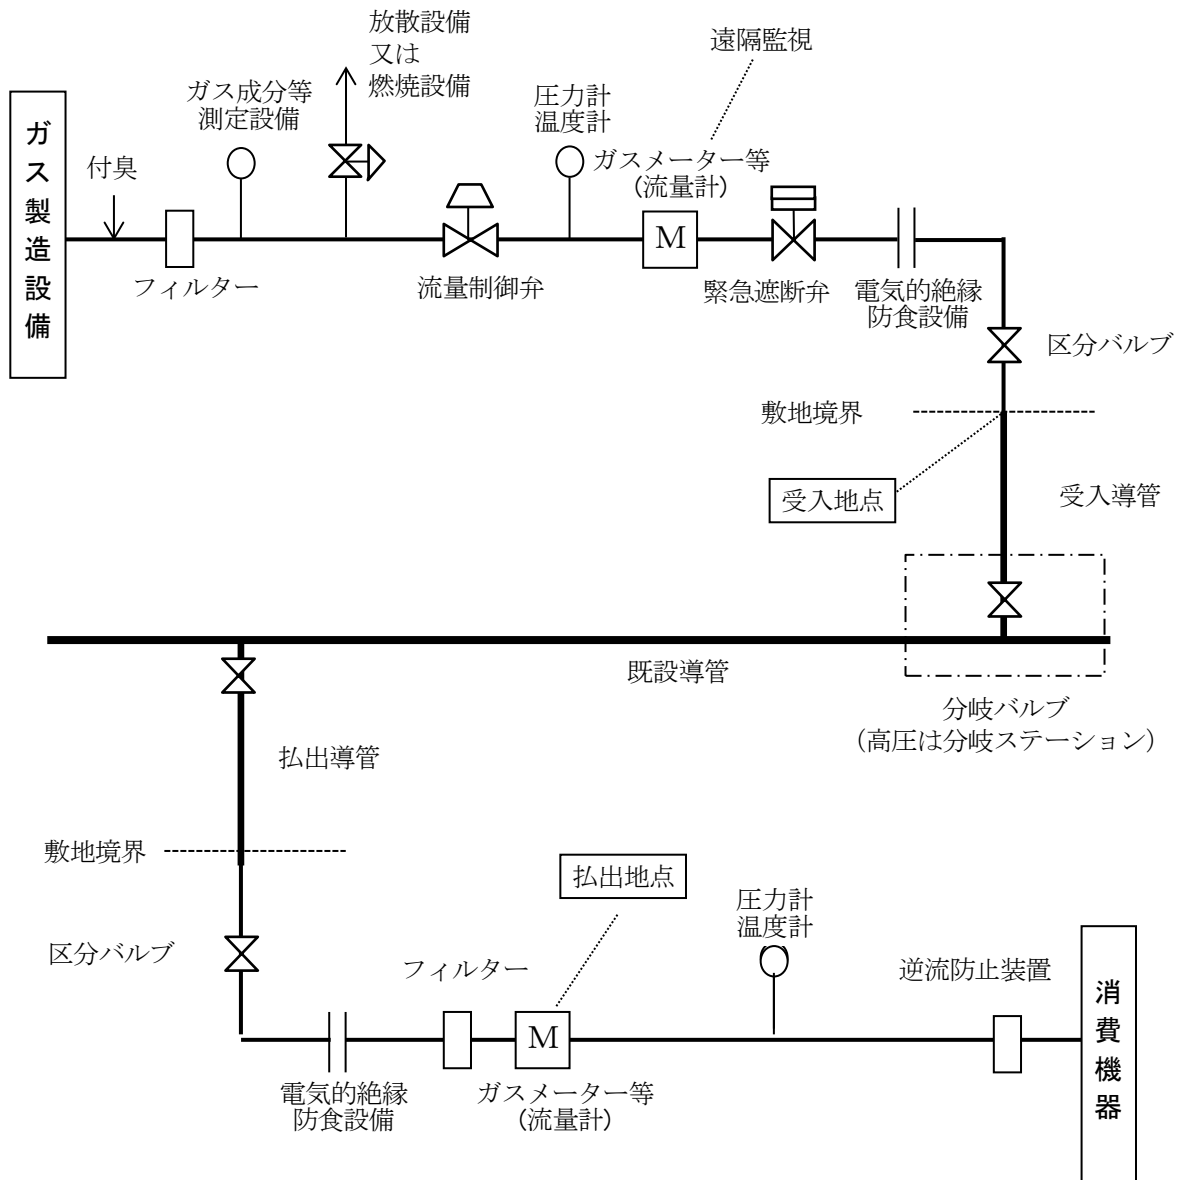 放散設備
又は
燃焼設備
遠隔監視
ガス成分等
測定設備
圧力計
温度計
ガス製造設備
付臭
ガスメーター等
(流量計)
M
フィルター
流量制御弁
緊急遮断弁
電気的絶縁
防食設備
区分バルブ
敷地境界
受入地点
受入導管
既設導管
分岐バルブ
（高圧は分岐ステーション）
払出導管
敷地境界
払出地点
圧力計
温度計
区分バルブ
フィルター
逆流防止装置
消費機器
M
電気的絶縁
防食設備
ガスメーター等
(流量計)